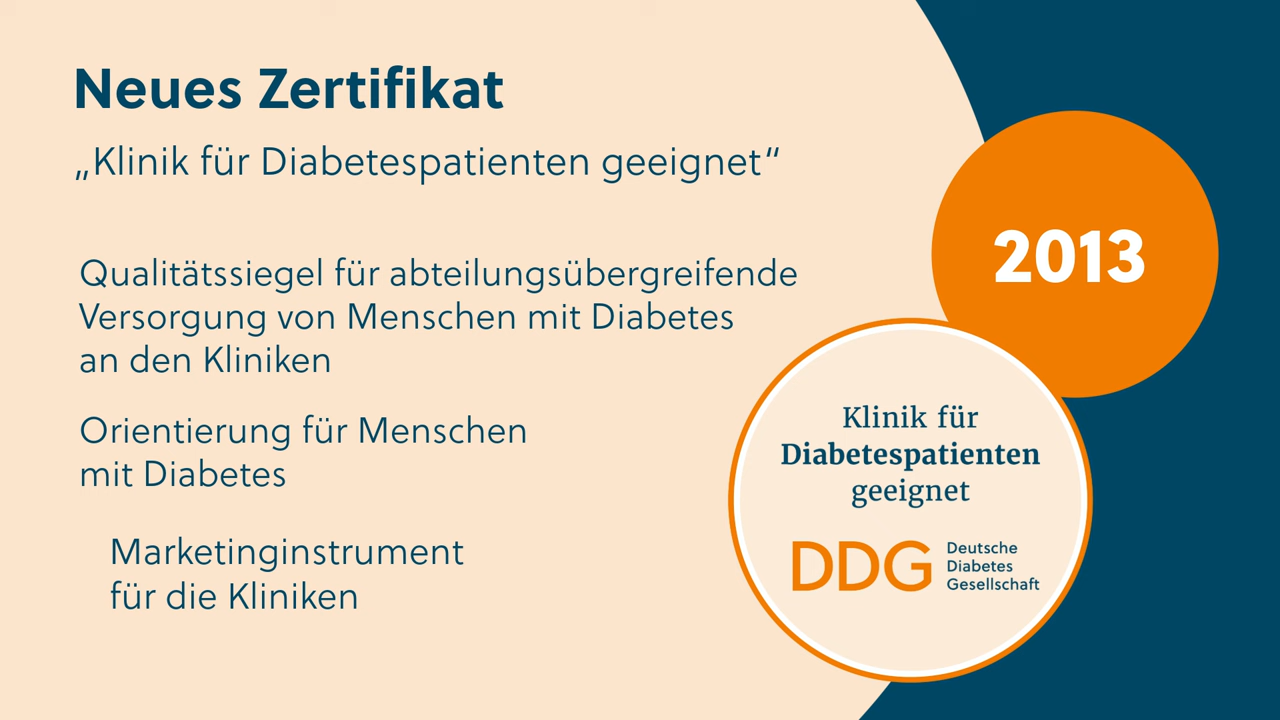 Neues Zertifikat
„Klinik für Diabetespatienten geeignet“
Qualitätssiegel für abteilungsübergreifende
Versorgung von Menschen mit Diabetes
an den Kliniken
Orientierung für Menschen
mit Diabetes
Marketinginstrument
für die Kliniken
2013
Klinik für
Diabetespatienten
geeignet
DDG
Deutsche
Diabetes
Gesellschaft